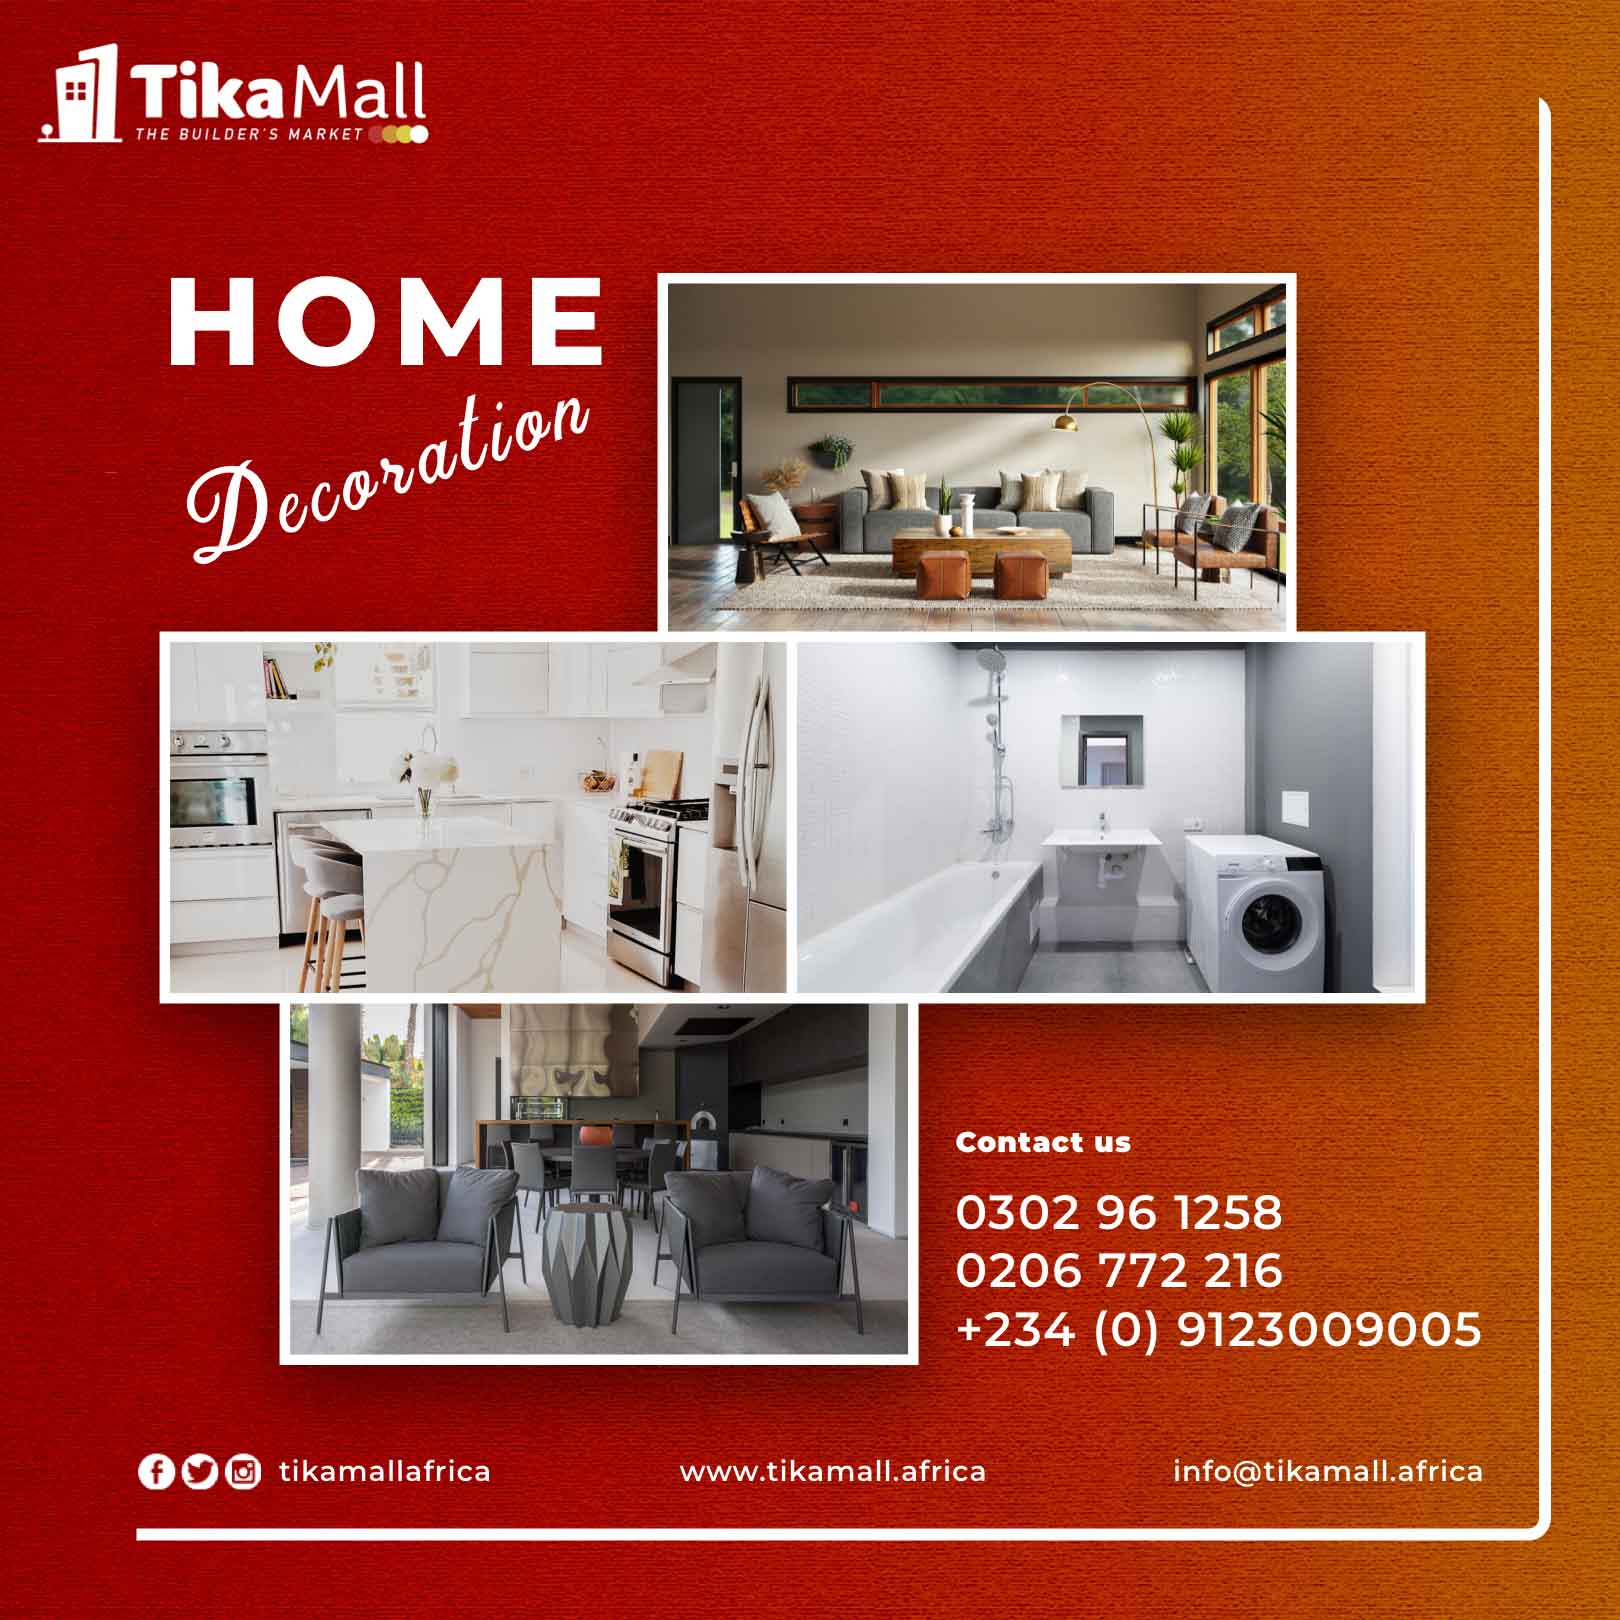 TikaMall
THE BUILDER'S MARKET
HOME
Decoration
Contact us
0302 96 1258
0206 772 216
+234 (0) 9123009005
tikamallafrica
www.tikamall.africa
info@tikamall.africa